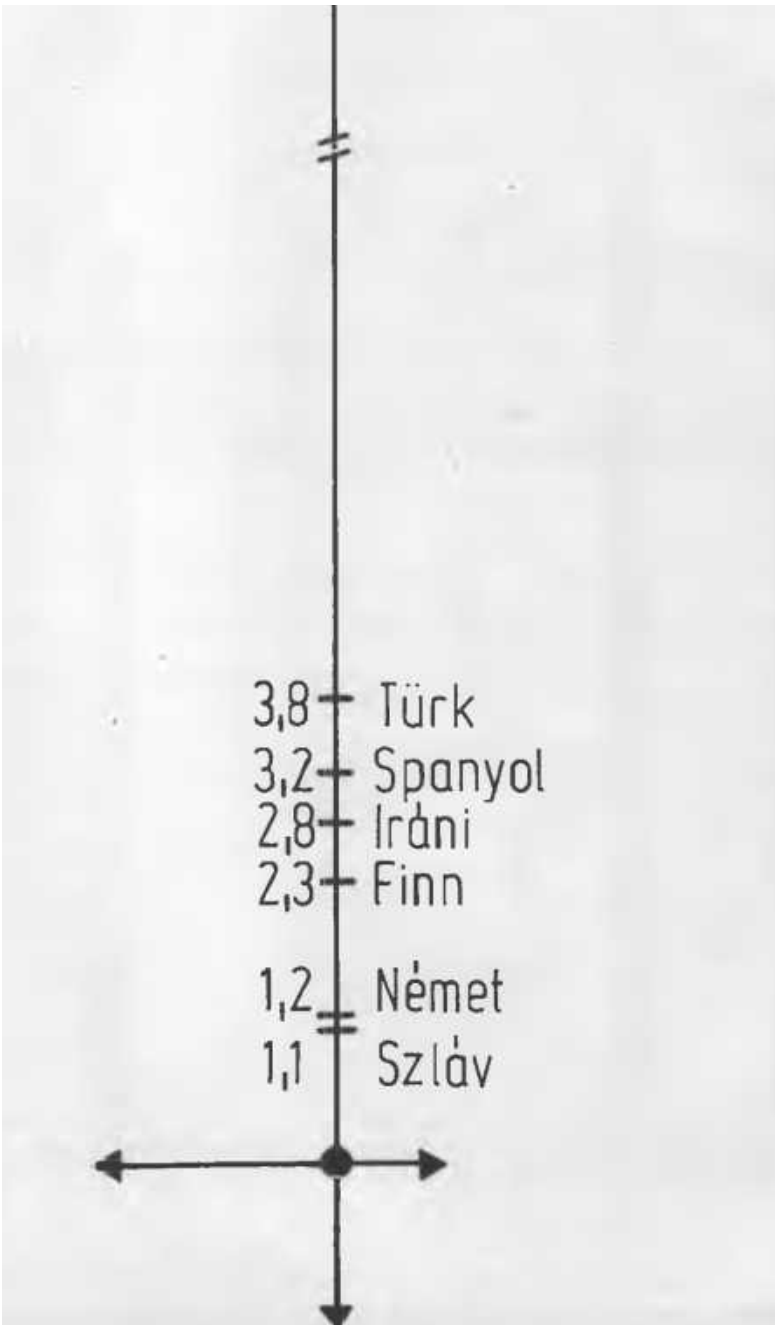 3,8 Türk
3,2 Spanyol
2,8 Iráni
2,3 Finn
1,2 Német
1,1 Szláv